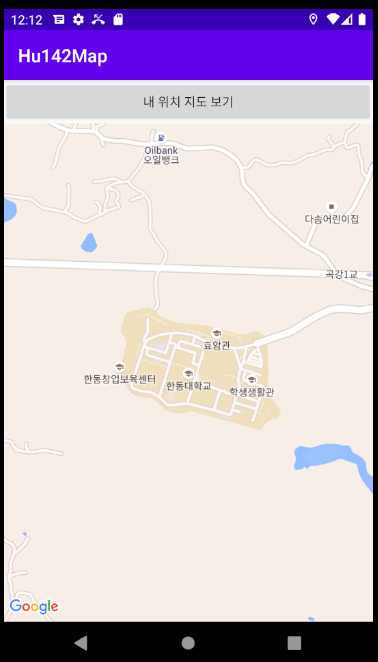 12:12
Hu142Map
내 위치 지도 보기
Oilbank
오일뱅크
다솜어린이집
곡강1교
효암관
한동창업보육센터
한동대학교
학생생활관
Google